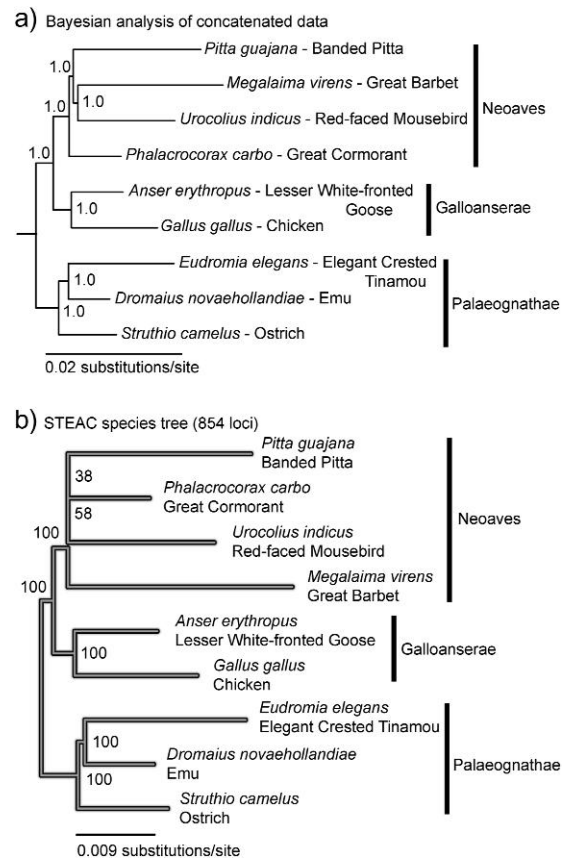 a) Bayesian analysis of concatenated data
Pitta guajana - Banded Pitta
1.0
Megalaima virens - Great Barbet
1.0
Neoaves
Urocolius indicus - Red-faced Mousebird
1.0
Phalacrocorax carbo - Great Cormorant
Anser erythropus - Lesser White-fronted
Goose
1.0
Galloanserae
Gallus gallus - Chicken
Eudromia elegans - Elegant Crested
Tinamou
1.0
Dromaius novaehollandiae - Emu
Palaeognathae
1.0
Struthio camelus - Ostrich
0.02 substitutions/site
b) STEAC species tree (854 loci)
Pitta guajana
Banded Pitta
38
Phalacrocorax carbo
Great Cormorant
Neoaves
58
100
Urocolius indicus
Red-faced Mousebird
Megalaima virens
Great Barbet
100
Anser erythropus
Lesser White-fronted Goose
100
Galloanserae
Gallus gallus
Chicken
Eudromia elegans
Elegant Crested Tinamou
100
Dromaius novaehollandiae
Emu
Palaeognathae
100
Struthio camelus
Ostrich
0.009 substitutions/site